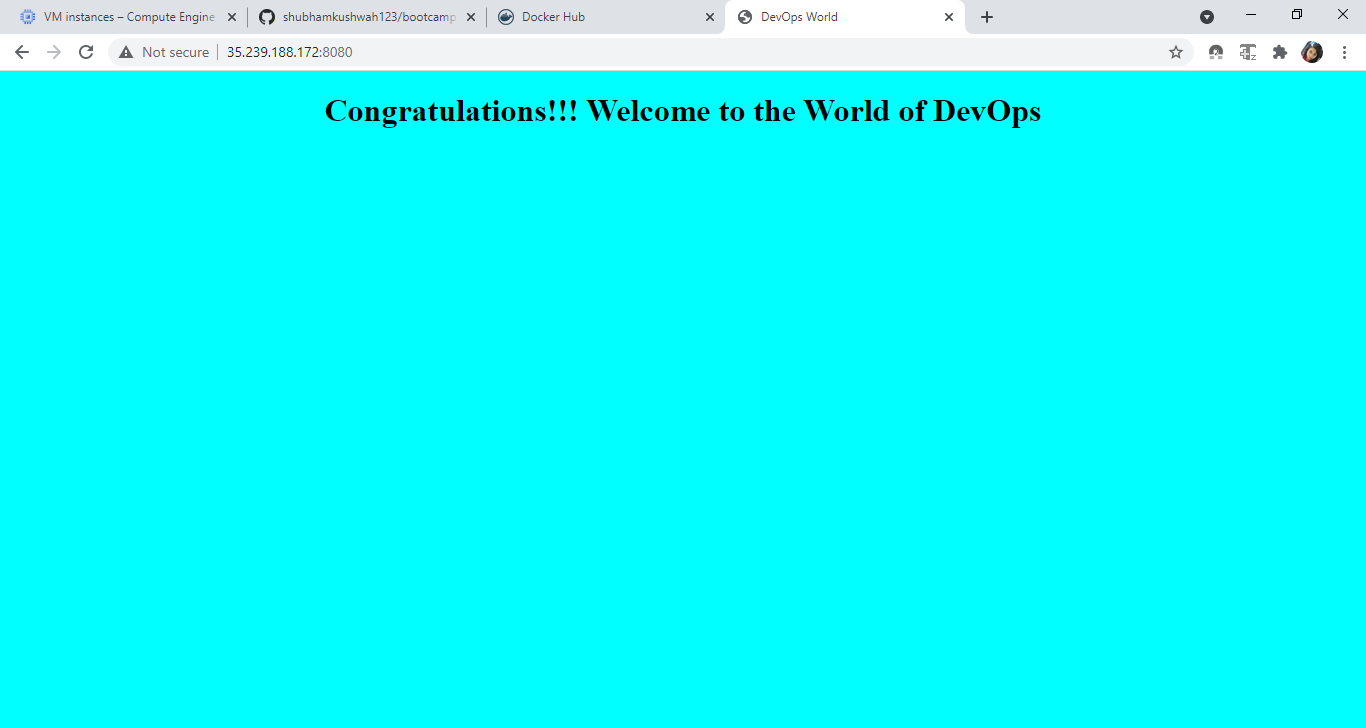 VM instances – Compute Engine
shubhamkushwah123/bootcamp
Docker Hub
DevOps World
Not secure
35.239.188.172:8080
Congratulations!!! Welcome to the World of DevOps